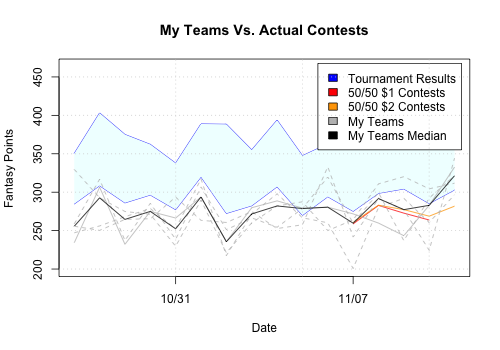 My Teams Vs. Actual Contests
Fantasy Points
450
400
350
300
250
200
Tournament Results
50/50 $1 Contests
50/50 $2 Contests
My Teams
My Teams Median
10/31
11/07
Date